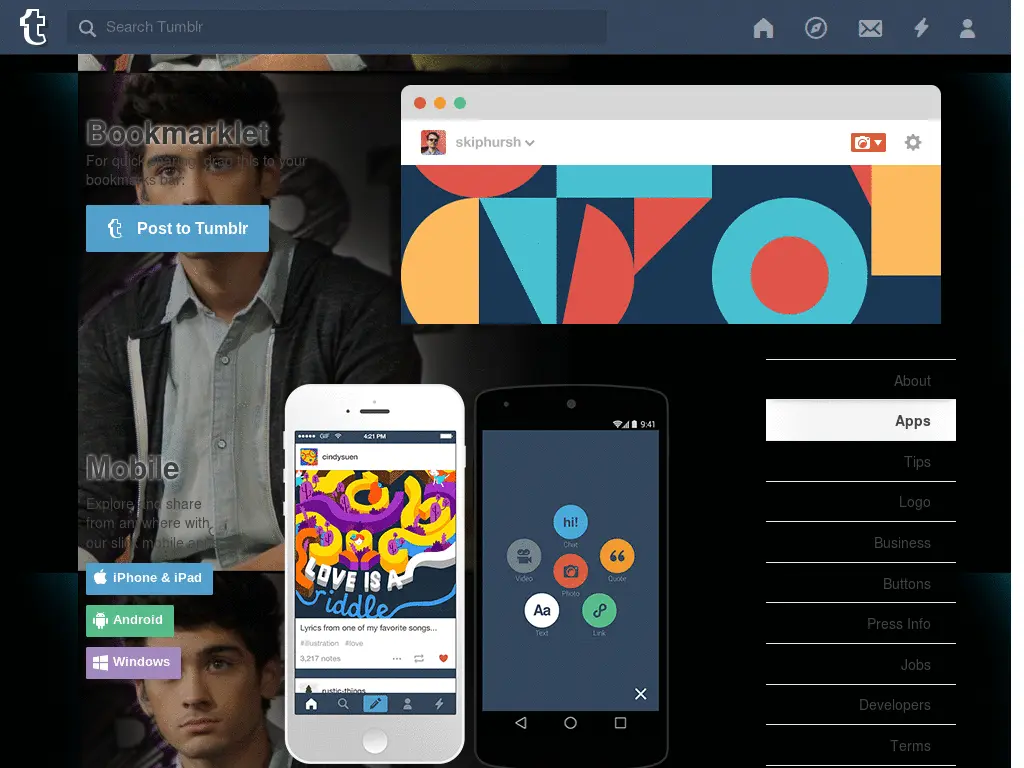 Search Tumblr
Bookmarklet
For quick sharing, drag this to your
bookmarks bar:
Post to Tumblr
skiphursh
About
Apps
Tips
Logo
Business
Buttons
Press Info
Jobs
Developers
Terms
Mobile
Explore and share
from anywhere with
our slick mobile
iPhone & iPad
Android
Windows
GIF
4:21 PM
cindysuen
LOVE IS A
riddle
Lyrics from one of my favorite songs...
#illustration #love
3,217 notes
rustic-things
9:41
hi!
Chat
Video
Quote
Photo
Aa
Text
Link